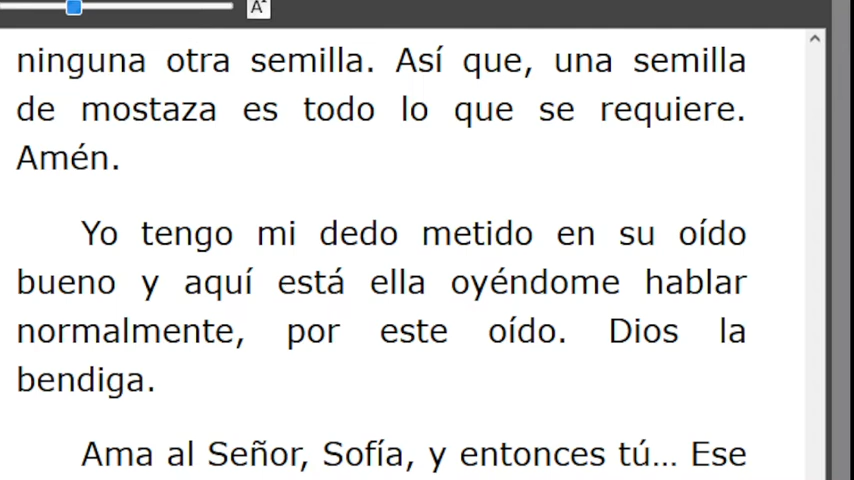 A
ninguna otra semilla. Así que, una semilla
de mostaza es todo lo que se requiere.
Amén.
Yo tengo mi dedo metido en su oído
bueno y aquí está ella oyéndome hablar
normalmente, por este oído. Dios la
bendiga.
Ama al Señor, Sofía, y entonces tú... Ese